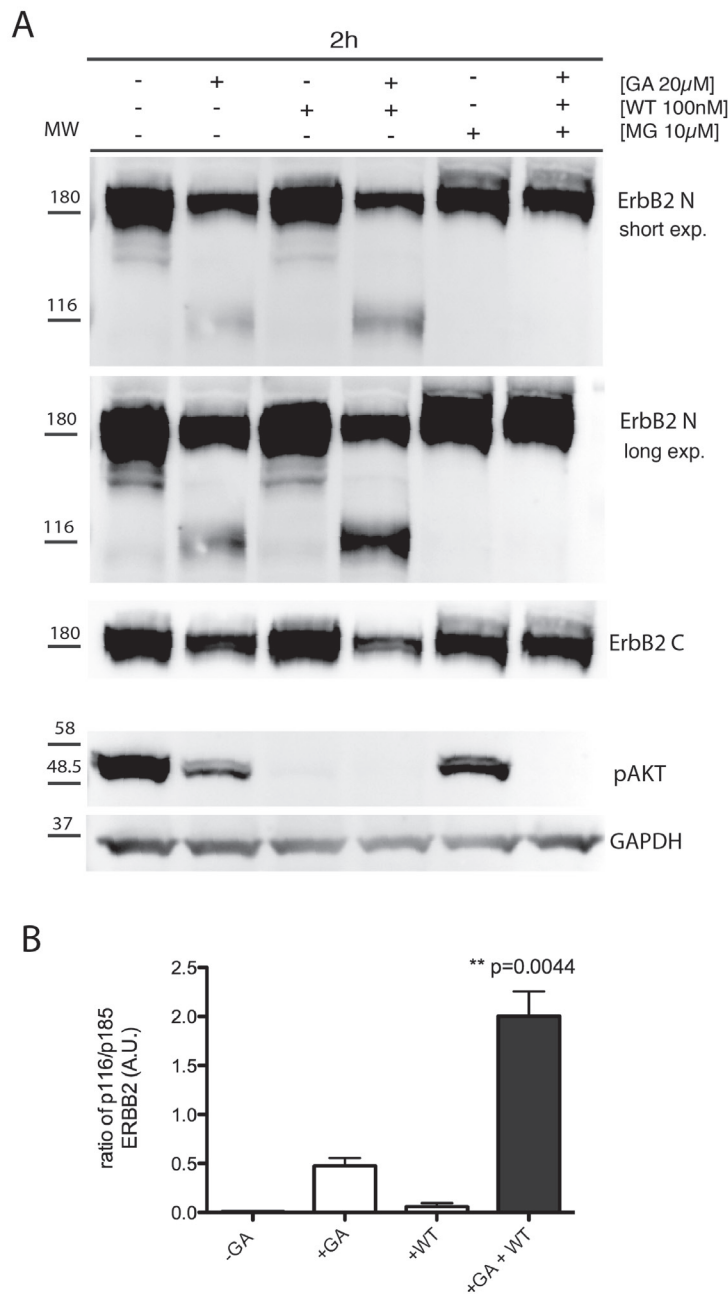 A
2h
- + - + - + [GA 20µM]
- - + + - + [WT 100nM]
MW - - - - + + [MG 10µM]
180 ErbB2 N
short exp.
116
180 ErbB2 N
long exp.
116
180 ErbB2 C
58
48.5 pAKT
37 GAPDH
B
** p=0.0044
ratio of p116/p185
ERBB2 (A.U.)
2.5
2.0
1.5
1.0
0.5
0.0
-GA +GA +WT +GA + WT